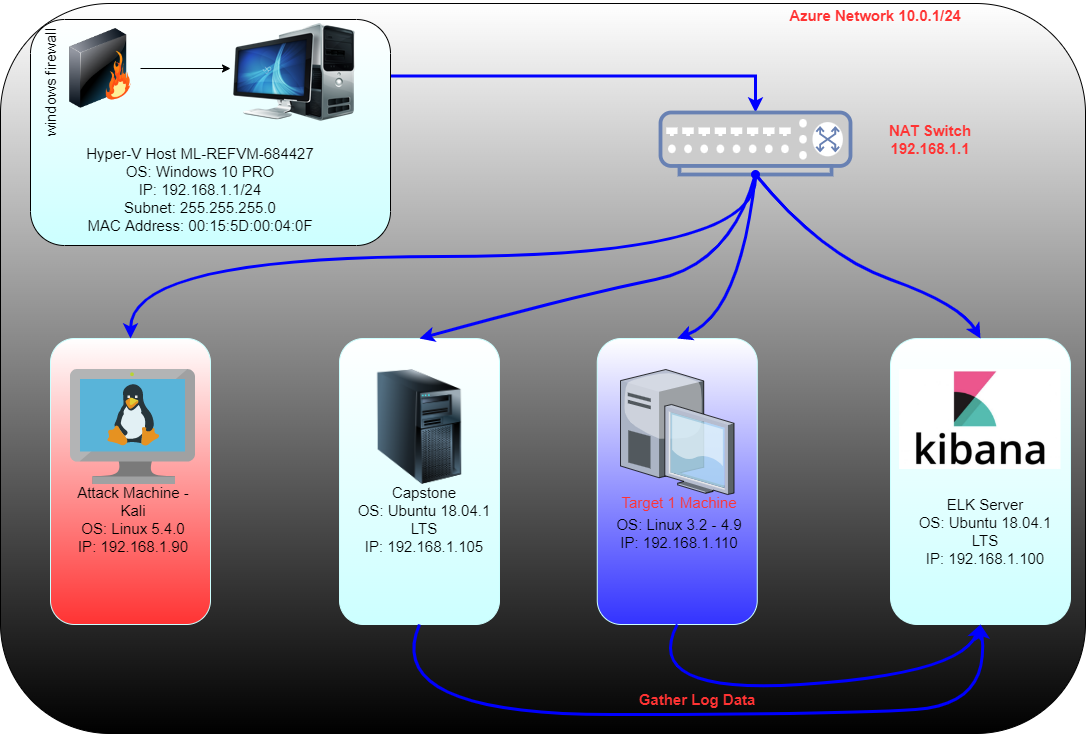 Azure Network 10.0.1/24
windows firewall
Hyper-V Host ML-REFVM-684427
OS: Windows 10 PRO
IP: 192.168.1.1/24
Subnet: 255.255.255.0
MAC Address: 00:15:5D:00:04:0F
NAT Switch
192.168.1.1
Attack Machine -
Kali
OS: Linux 5.4.0
IP: 192.168.1.90
Capstone
OS: Ubuntu 18.04.1
LTS
IP: 192.168.1.105
Target 1 Machine
OS: Linux 3.2 - 4.9
IP: 192.168.1.110
kibana
ELK Server
OS: Ubuntu 18.04.1
LTS
IP: 192.168.1.100
Gather Log Data